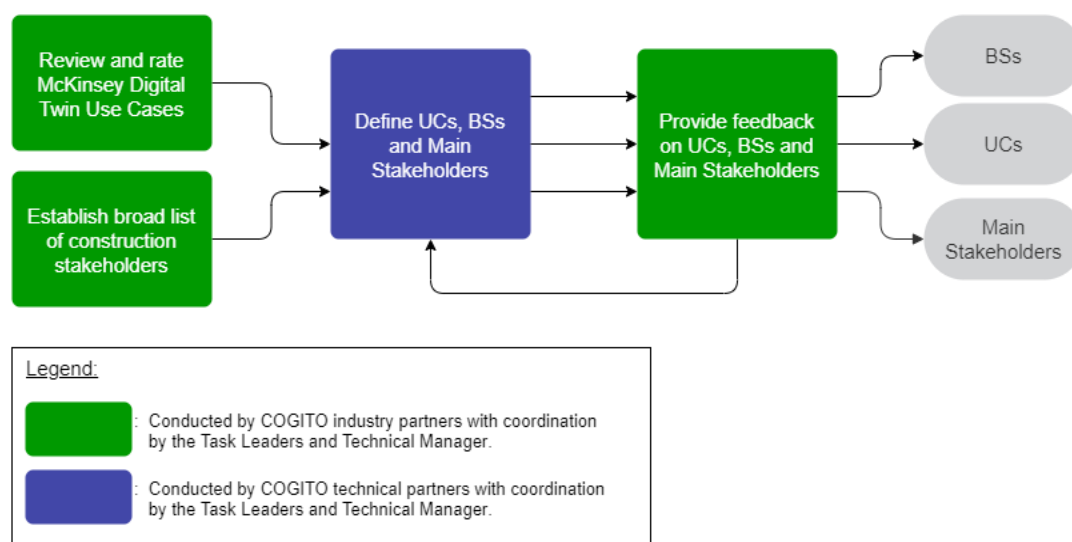 Review and rate
McKinsey Digital
Twin Use Cases
Establish broad list
of construction
stakeholders
Define UCs, BSs
and Main
Stakeholders
Provide feedback
on UCs, BSs and
Main Stakeholders
BSs
UCs
Main
Stakeholders
Legend:
: Conducted by COGITO industry partners with coordination
by the Task Leaders and Technical Manager.
: Conducted by COGITO technical partners with coordination
by the Task Leaders and Technical Manager.